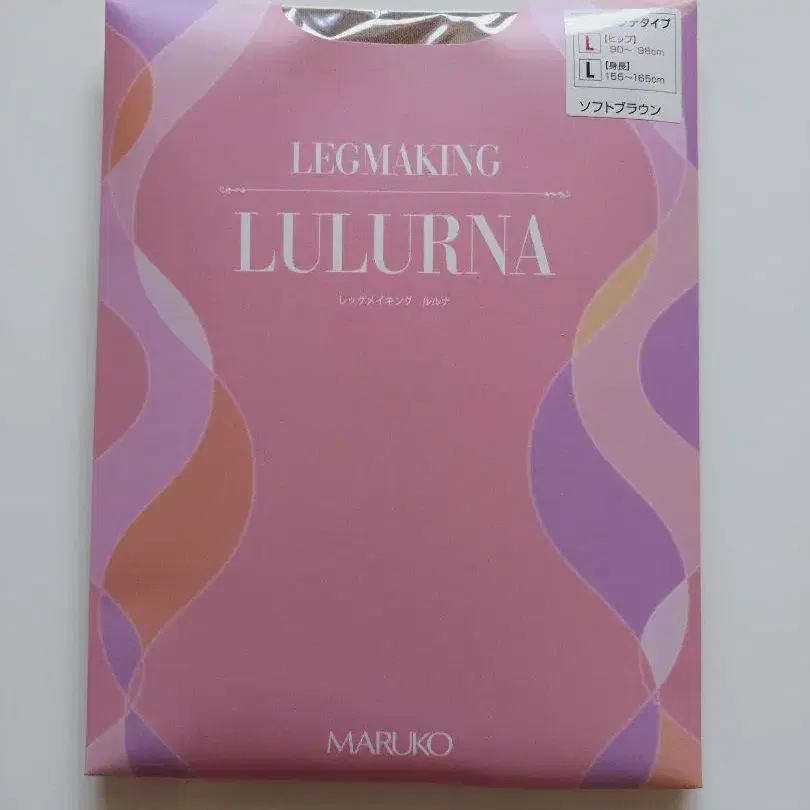 タイプ
L 【ヒップ】
90～98cm
L 【身長】
155～165cm
ソフトブラウン
LEGMAKING
LULURNA
レッグメイキング ルルナ
MARUKO